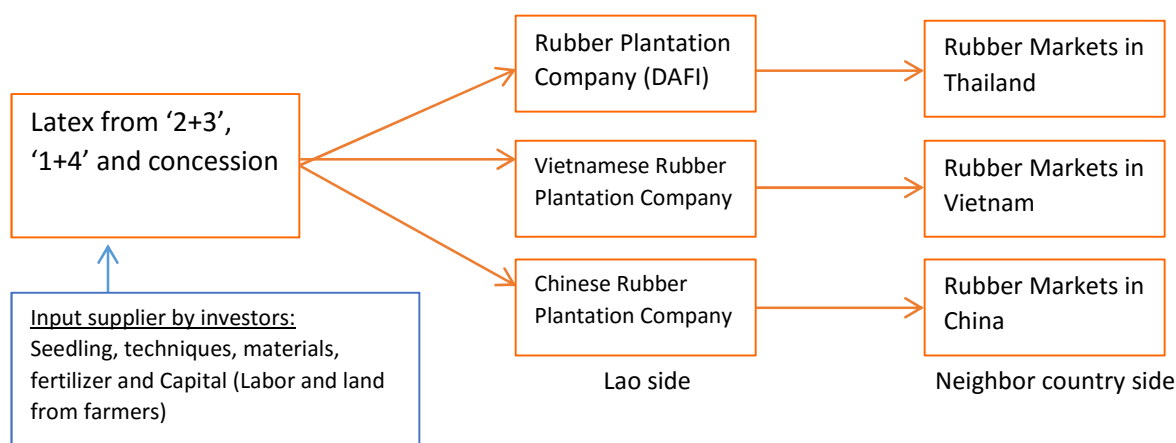 Latex from ‘2+3’,
‘1+4’ and concession
Input supplier by investors:
Seedling, techniques, materials,
fertilizer and Capital (Labor and land
from farmers)
Rubber Plantation
Company (DAFI)
Vietnamese Rubber
Plantation Company
Chinese Rubber
Plantation Company
Lao side
Rubber Markets in
Thailand
Rubber Markets in
Vietnam
Rubber Markets in
China
Neighbor country side